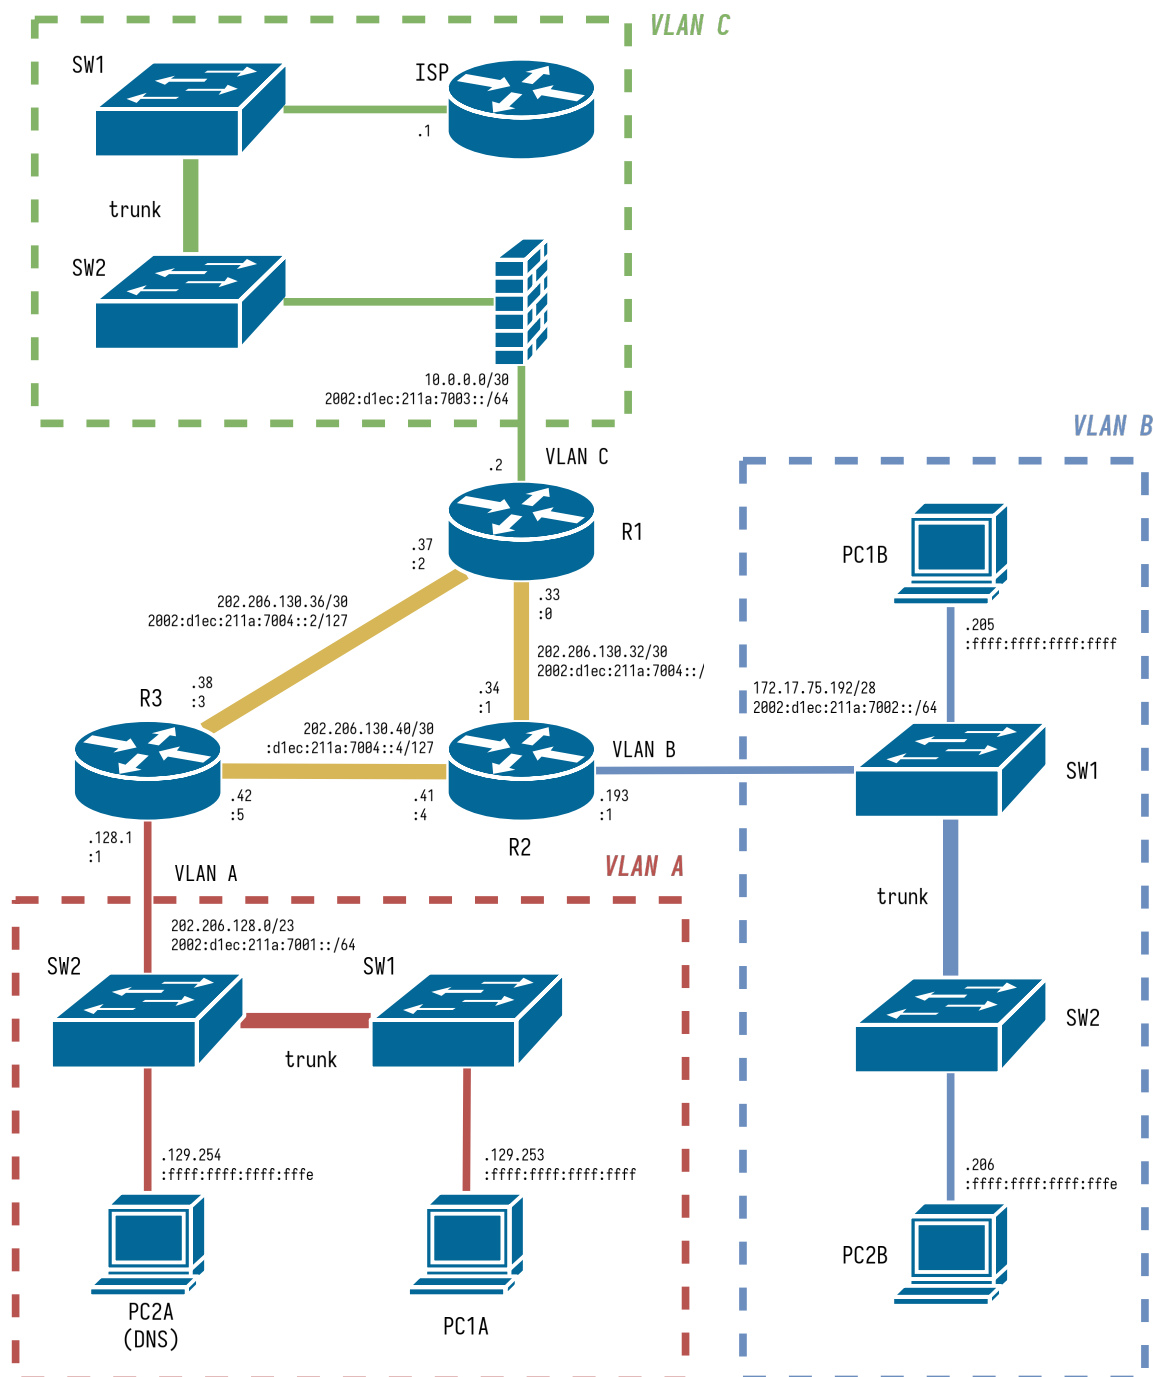 VLAN C
SW1
ISP
.1
trunk
SW2
10.0.0.0/30
2002:d1ec:211a:7003::/64
VLAN B
.2
VLAN C
R1
.37
:2
PC1B
.33
:0
202.206.130.36/30
2002:d1ec:211a:7004::2/127
.205
:ffff:ffff:ffff:ffff
202.206.130.32/30
2002:d1ec:211a:7004::/
.38
:3
R3
.34
:1
172.17.75.192/28
2002:d1ec:211a:7002::/64
202.206.130.40/30
:d1ec:211a:7004::4/127
VLAN B
SW1
.42
:5
.41
:4
.193
:1
R2
.128.1
:1
VLAN A
VLAN A
trunk
202.206.128.0/23
2002:d1ec:211a:7001::/64
SW2
SW1
SW2
trunk
.129.254
:ffff:ffff:ffff:fffe
.129.253
:ffff:ffff:ffff:ffff
.206
:ffff:ffff:ffff:fffe
PC2B
PC2A
(DNS)
PC1A